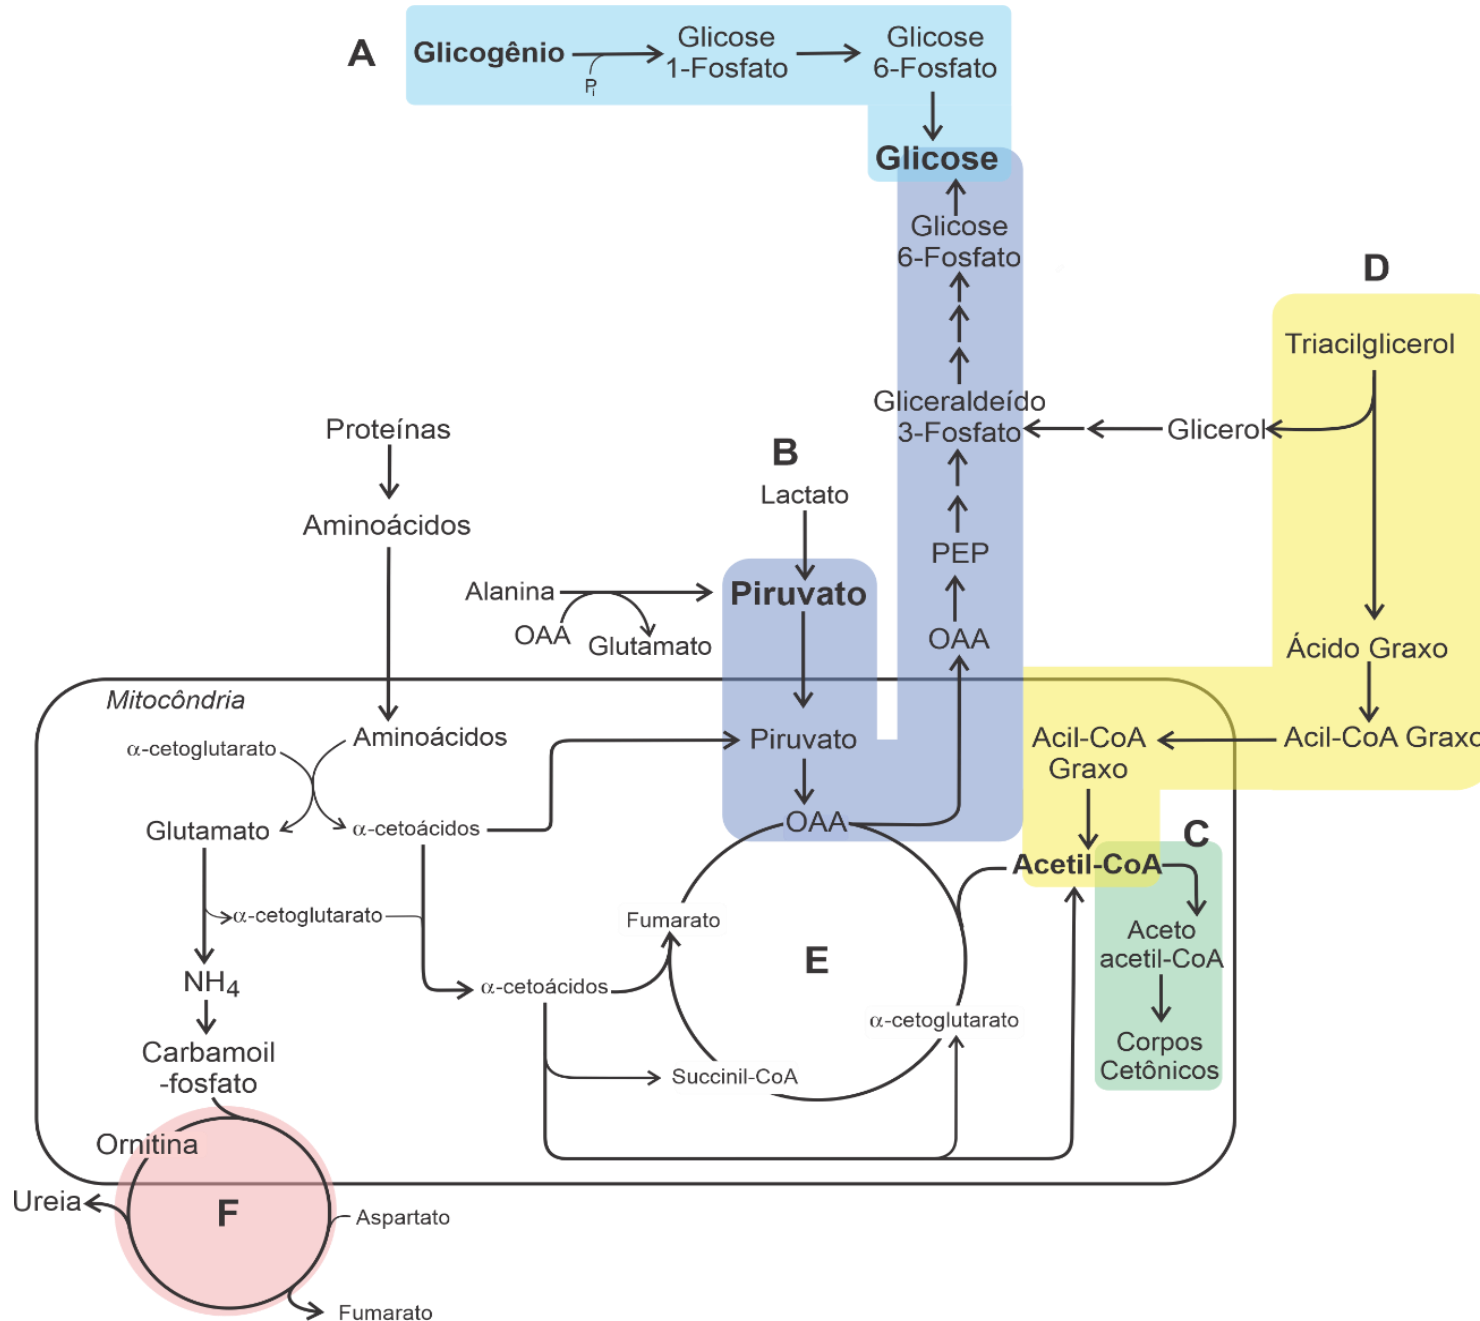 A
Glicogênio
Pi
Glicose
1-Fosfato
Glicose
6-Fosfato
Glicose
Glicose
6-Fosfato
D
Triacilglicerol
Gliceraldeído
3-Fosfato
Glicerol
Proteínas
B
Lactato
Aminoácidos
PEP
Alanina
Piruvato
OAA
Glutamato
OAA
Ácido Graxo
Mitocôndria
Aminoácidos
α-cetoglutarato
Piruvato
Acil-CoA
Graxo
Acil-CoA Graxo
Glutamato
α-cetoácidos
OAA
C
Acetil-CoA
α-cetoglutarato
Fumarato
Aceto
acetil-CoA
E
NH4
α-cetoácidos
α-cetoglutarato
Carbamoil
-fosfato
Succinil-CoA
Corpos
Cetônicos
Ornitina
Ureia
F
Aspartato
Fumarato